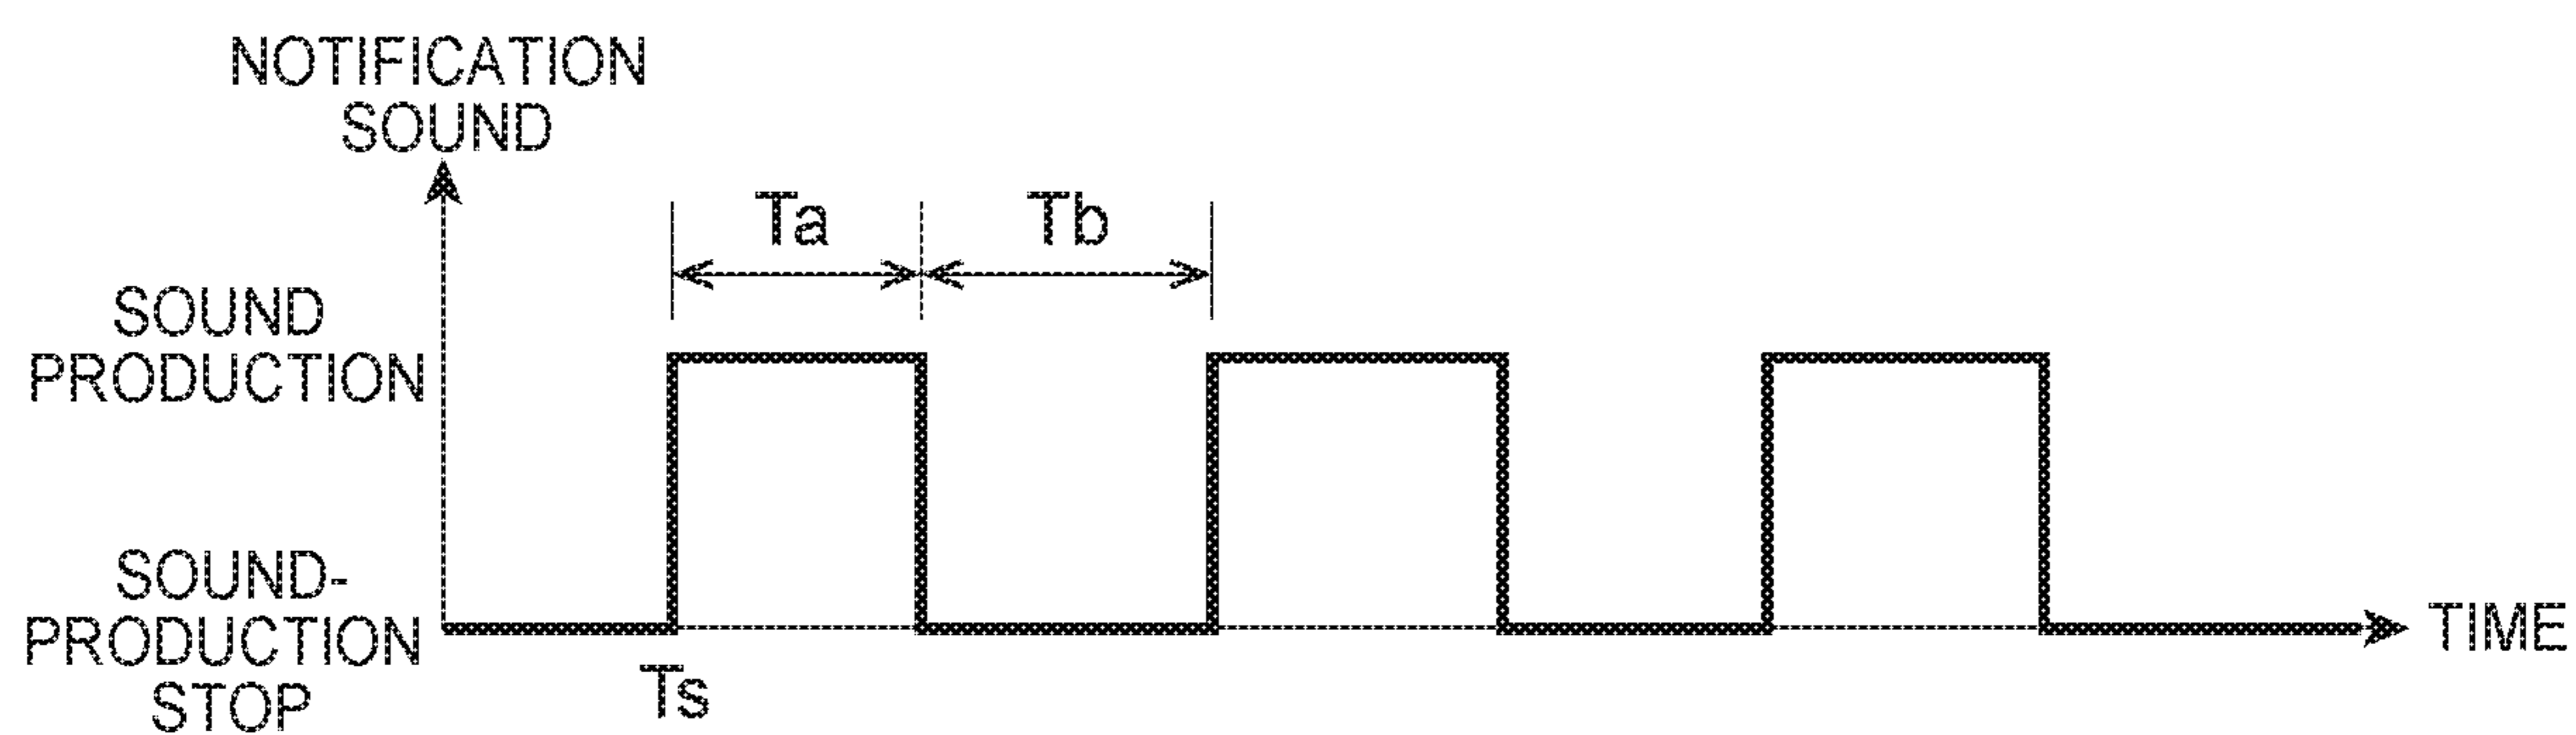 NOTIFICATION
SOUND
Ta
Tb
SOUND
PRODUCTION
SOUND-
PRODUCTION
STOP
Ts
TIME